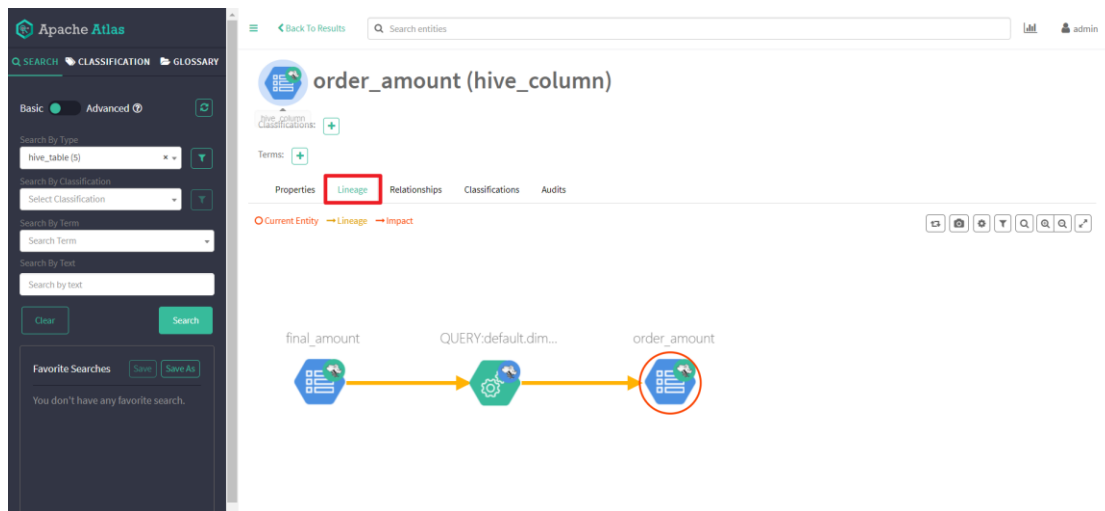 Apache Atlas
SEARCH CLASSIFICATION GLOSSARY
Basic Advanced
Search By Type
hive_table (5)
Search By Classification
Select Classification
Search By Term
Search Term
Search By Text
Search by text
Clear Search
Favorite Searches Save Save As
You don't have any favorite search.
Back To Results Search entities admin
order_amount (hive_column)
hive_column
Classifications:
Terms:
Properties Lineage Relationships Classifications Audits
Current Entity Lineage Impact
final_amount QUERY:default.dim... order_amount